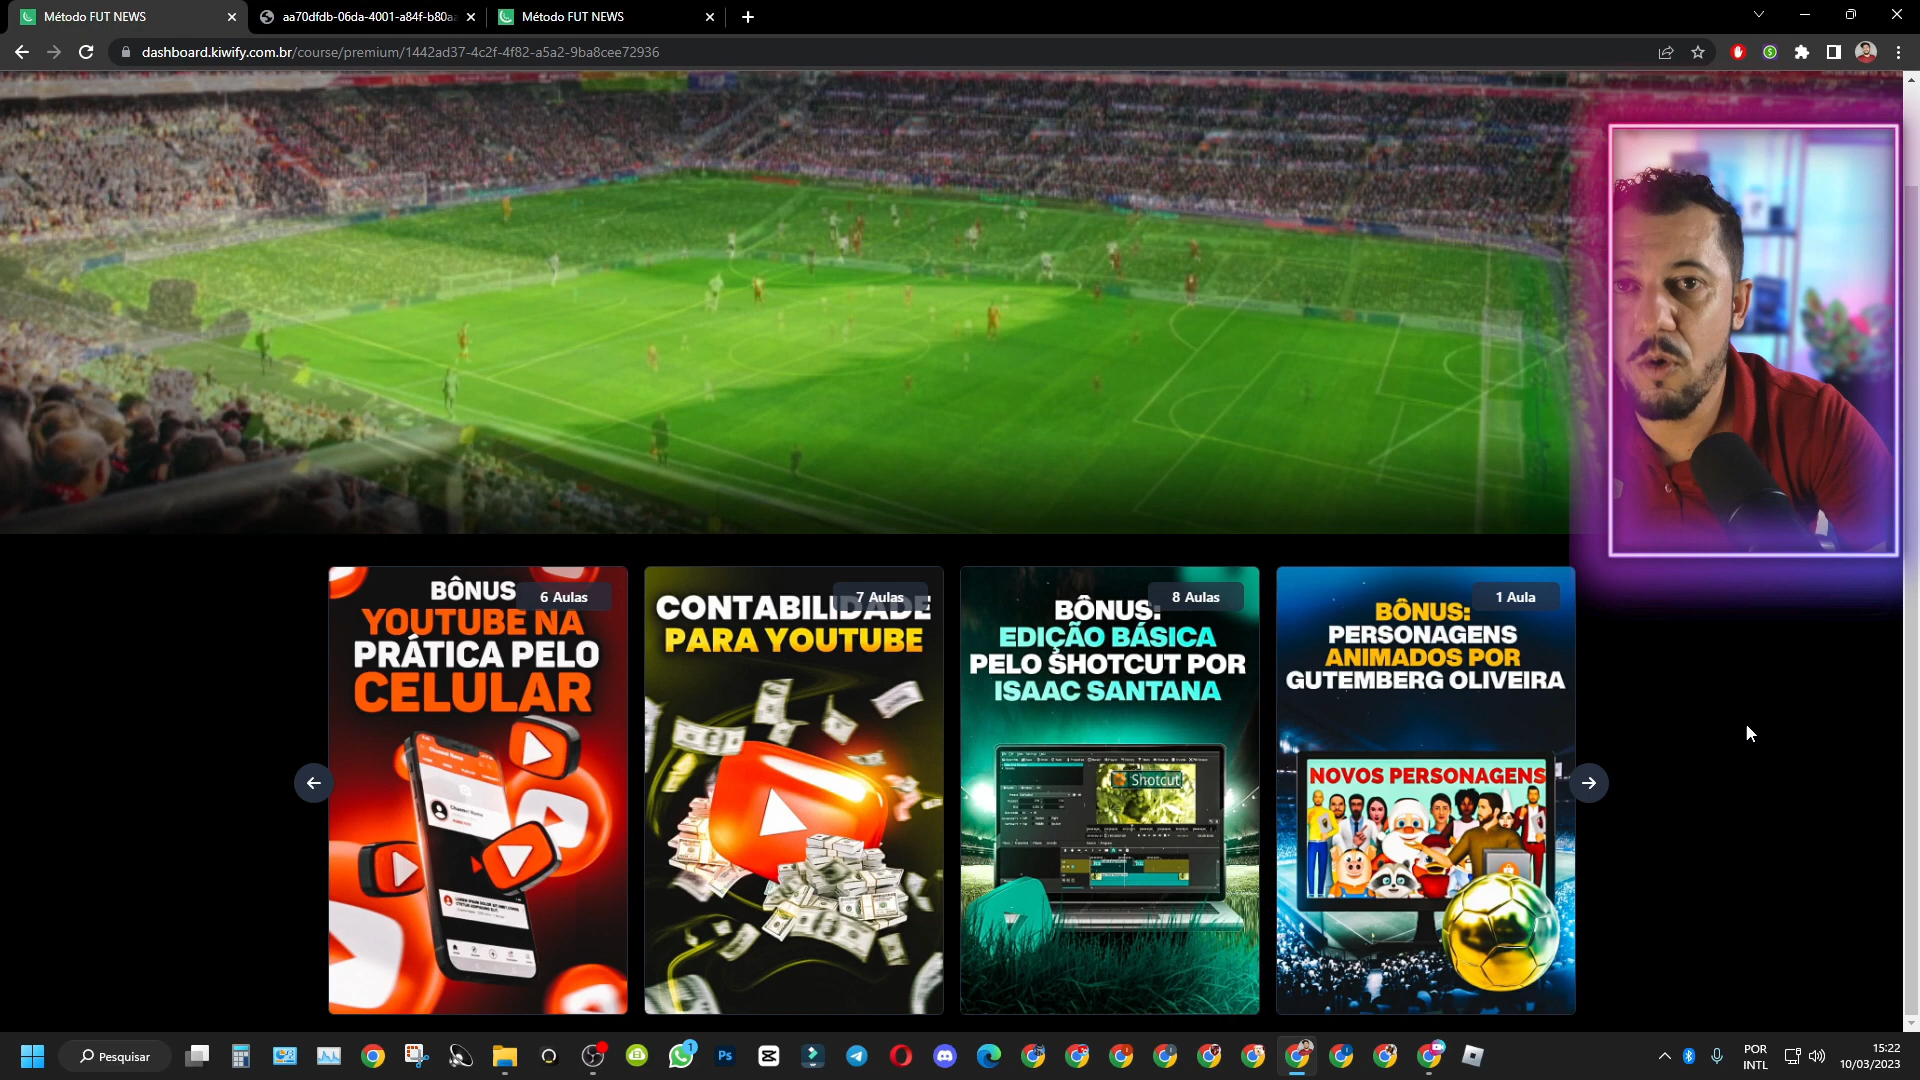 Método FUT NEWS
aa70dfdb-06da-4001-a84f-b80aa
Método FUT NEWS
dashboard.kiwify.com.br/course/premium/1442ad37-4c2f-4f82-a5a2-9ba8cee72936
6 Aulas
BÔNUS
YOUTUBE NA
PRÁTICA PELO
CELULAR
7 Aulas
CONTABILIDADE
PARA YOUTUBE
8 Aulas
BÔNUS:
EDIÇÃO BÁSICA
PELO SHOTCUT POR
ISAAC SANTANA
Shotcut
1 Aula
BÔNUS:
PERSONAGENS
ANIMADOS POR
GUTEMBERG OLIVEIRA
NOVOS PERSONAGENS
Pesquisar
1
Ps
POR
INTL
15:22
10/03/2023